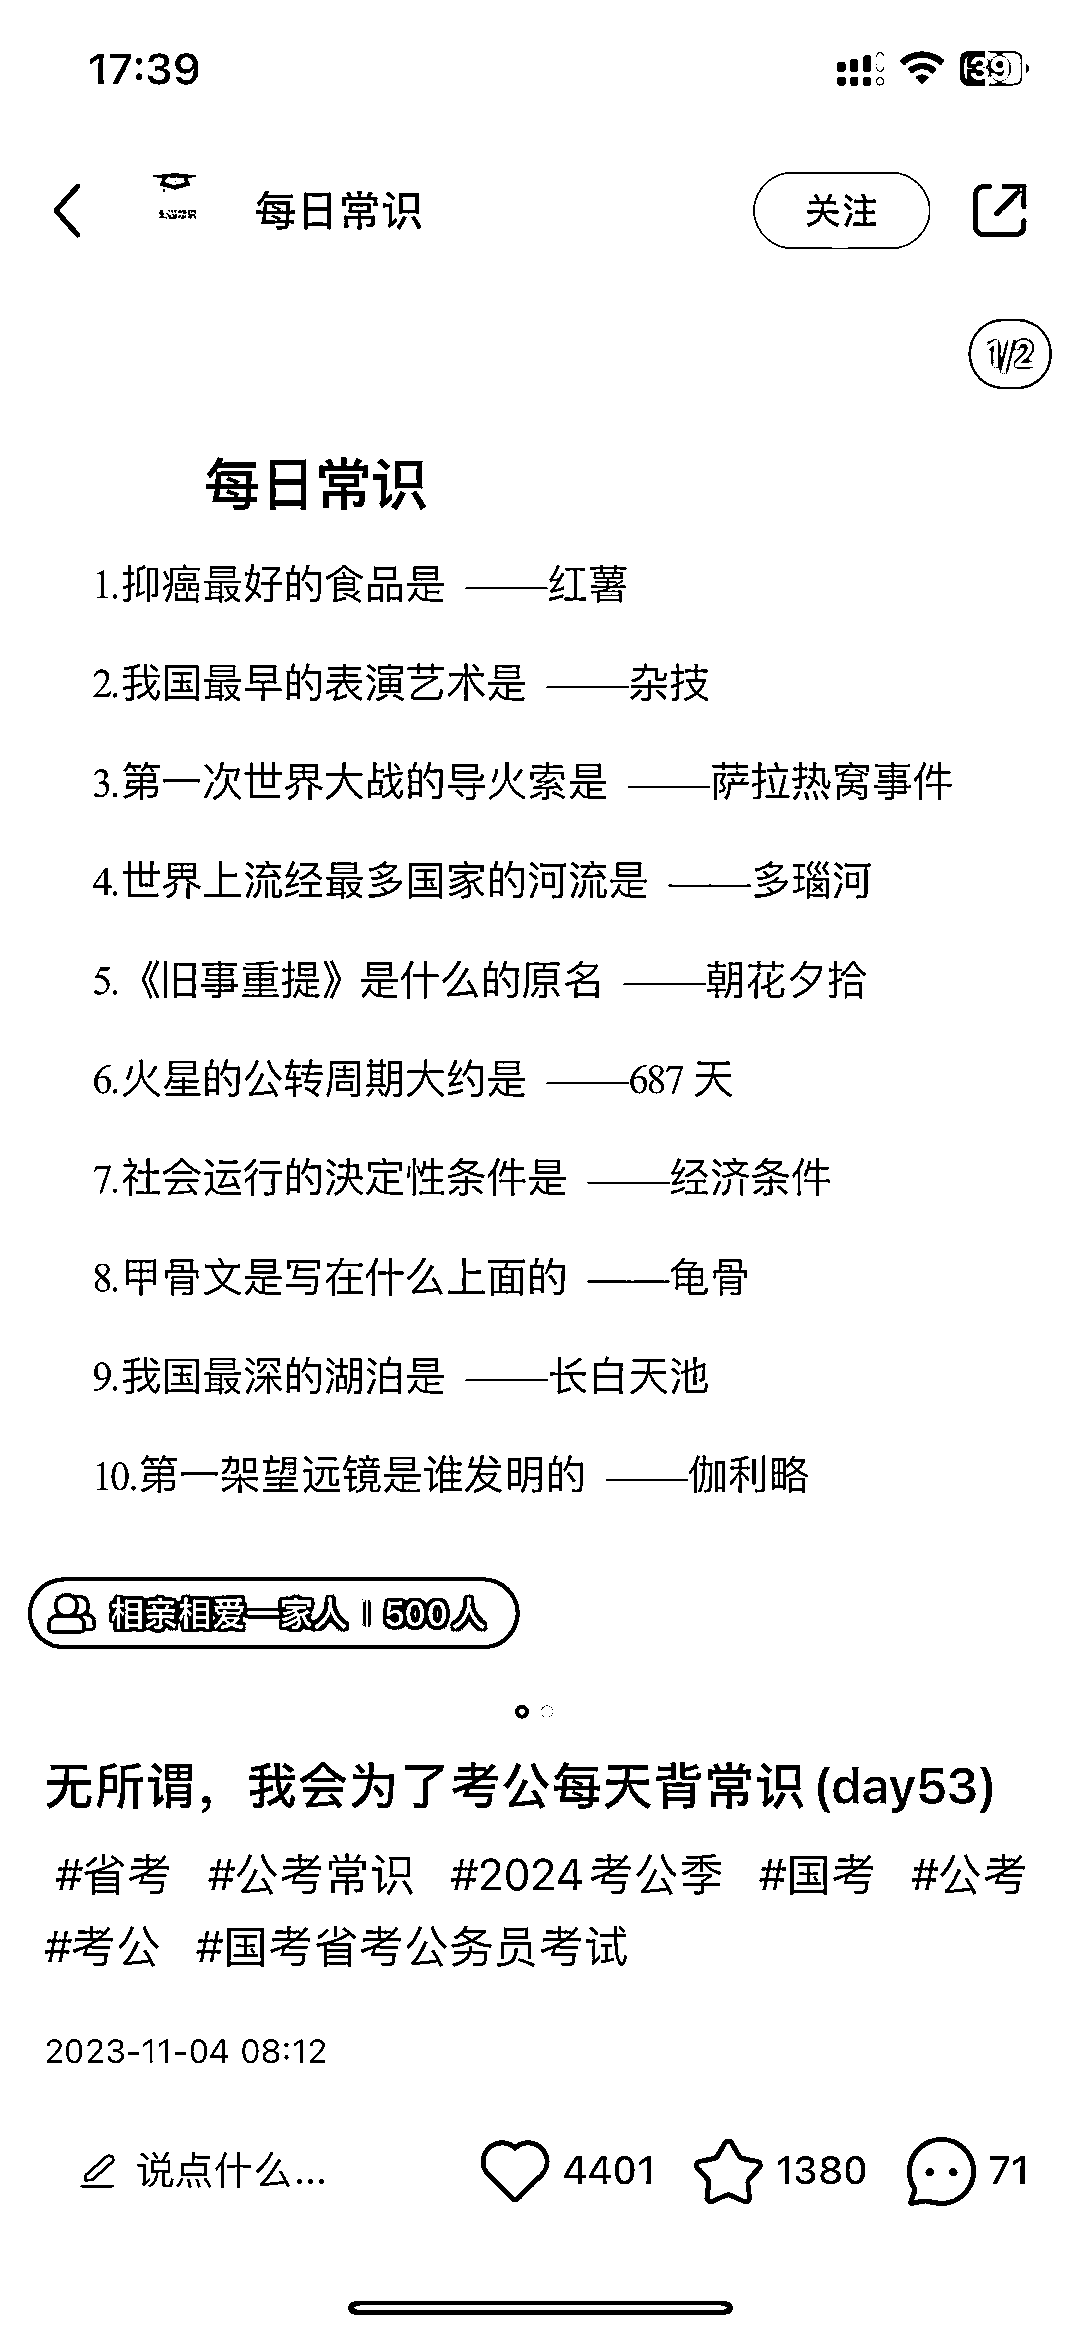 17:39
39
每日常识
关注
1/2
每日常识
1.抑癌最好的食品是 ——红薯
2.我国最早的表演艺术是 ——杂技
3.第一次世界大战的导火索是 ——萨拉热窝事件
4.世界上流经最多国家的河流是 ——多瑙河
5.《旧事重提》是什么的原名 ——朝花夕拾
6.火星的公转周期大约是 ——687 天
7.社会运行的決定性条件是 ——经济条件
8.甲骨文是写在什么上面的 ——龟骨
9.我国最深的湖泊是 ——长白天池
10.第一架望远镜是谁发明的 ——伽利略
相亲相爱一家人 | 500人
无所谓，我会为了考公每天背常识(day53)
#省考 #公考常识 #2024考公季 #国考 #公考
#考公 #国考省考公务员考试
2023-11-04 08:12
说点什么...
4401
1380
71